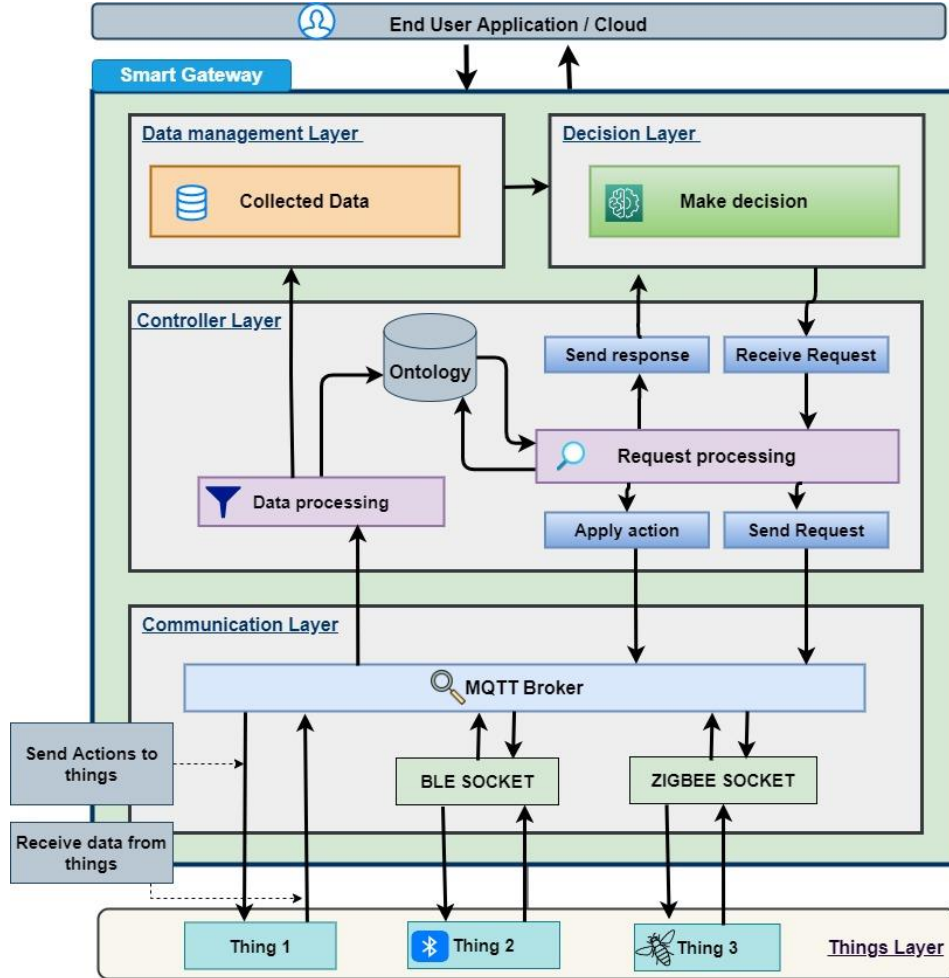 End User Application / Cloud
Smart Gateway
Data management Layer
Decision Layer
Collected Data
Make decision
Controller Layer
Ontology
Send response
Receive Request
Request processing
Data processing
Apply action
Send Request
Communication Layer
MQTT Broker
Send Actions to
things
BLE SOCKET
ZIGBEE SOCKET
Receive data from
things
Thing 1
Thing 2
Thing 3
Things Layer